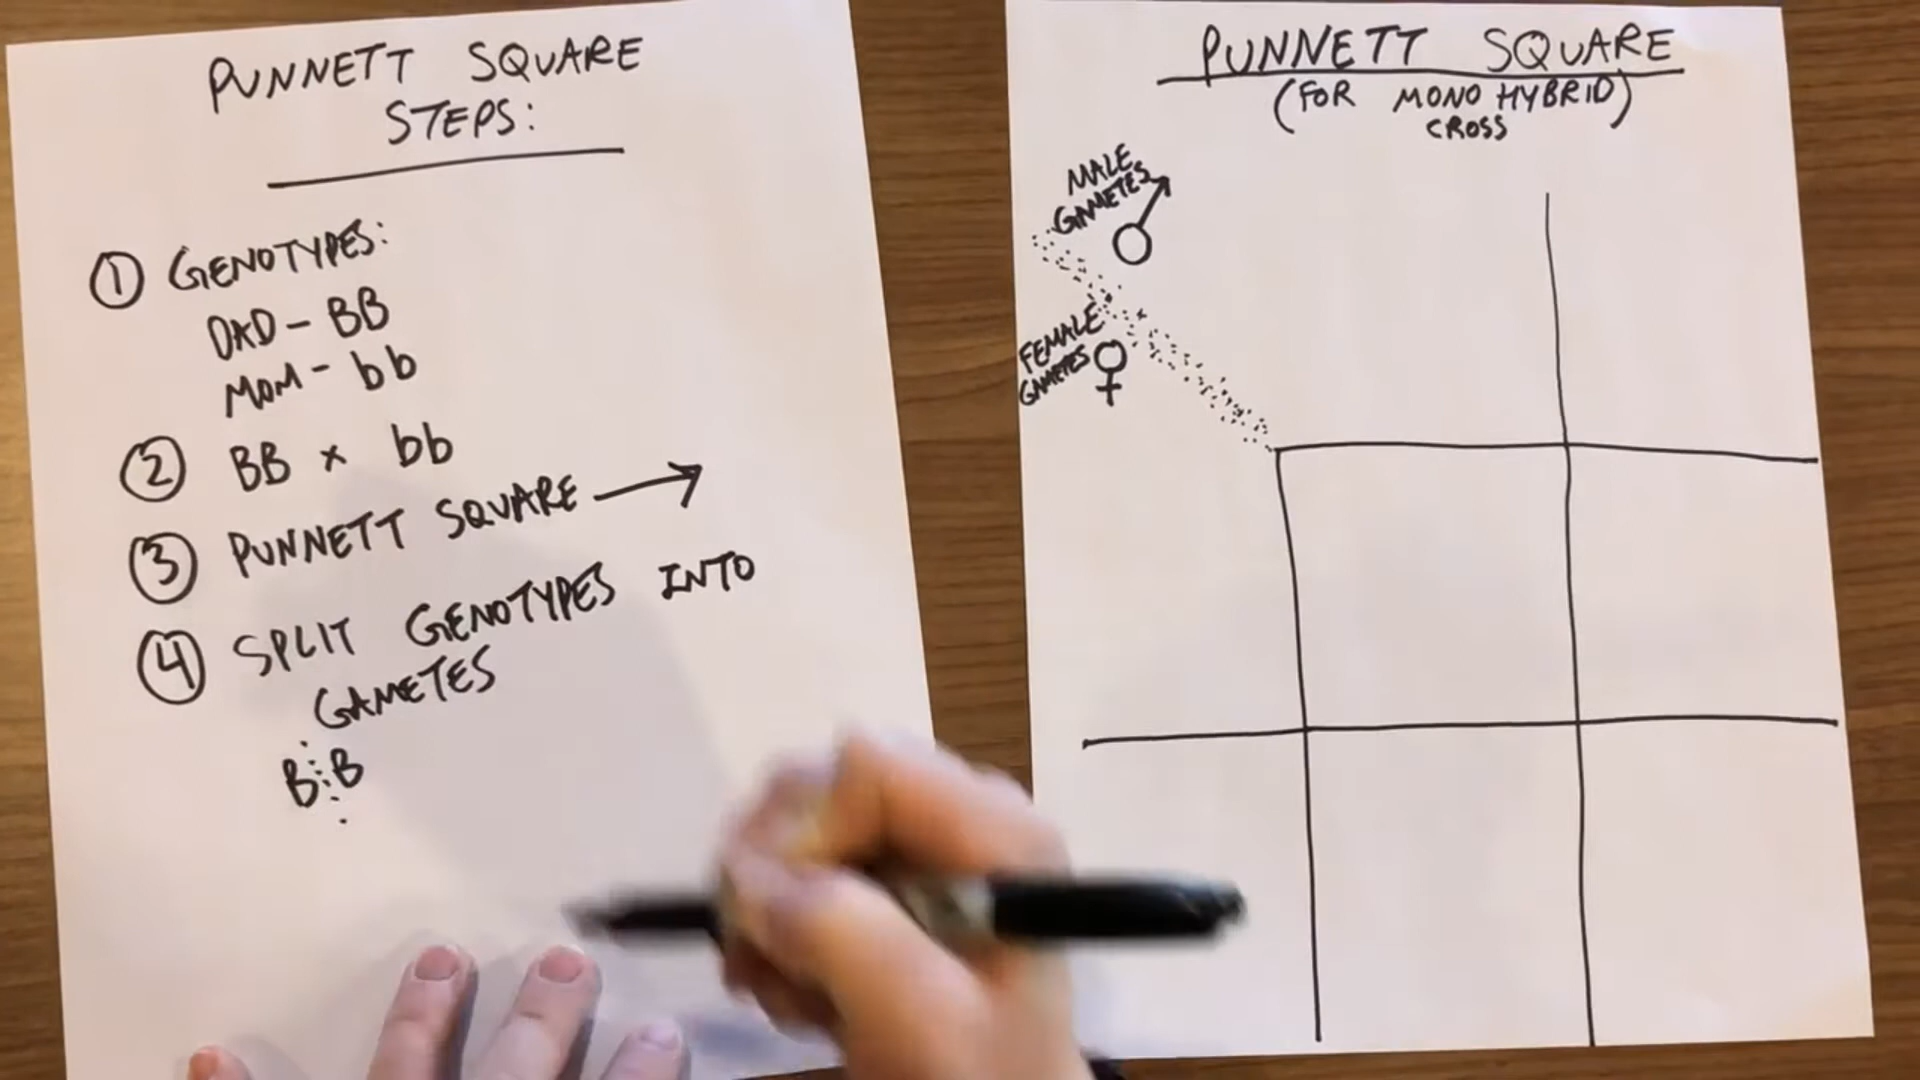 PUNNETT SQUARE
STEPS:
① GENOTYPES:
DAD - BB
MOM - bb
② BB x bb
③ PUNNETT SQUARE →
④ SPLIT GENOTYPES INTO
GAMETES
B⋮B
PUNNETT SQUARE
(FOR MONO HYBRID)
CROSS
MALE
GAMETES
♂
FEMALE
GAMETES ♀